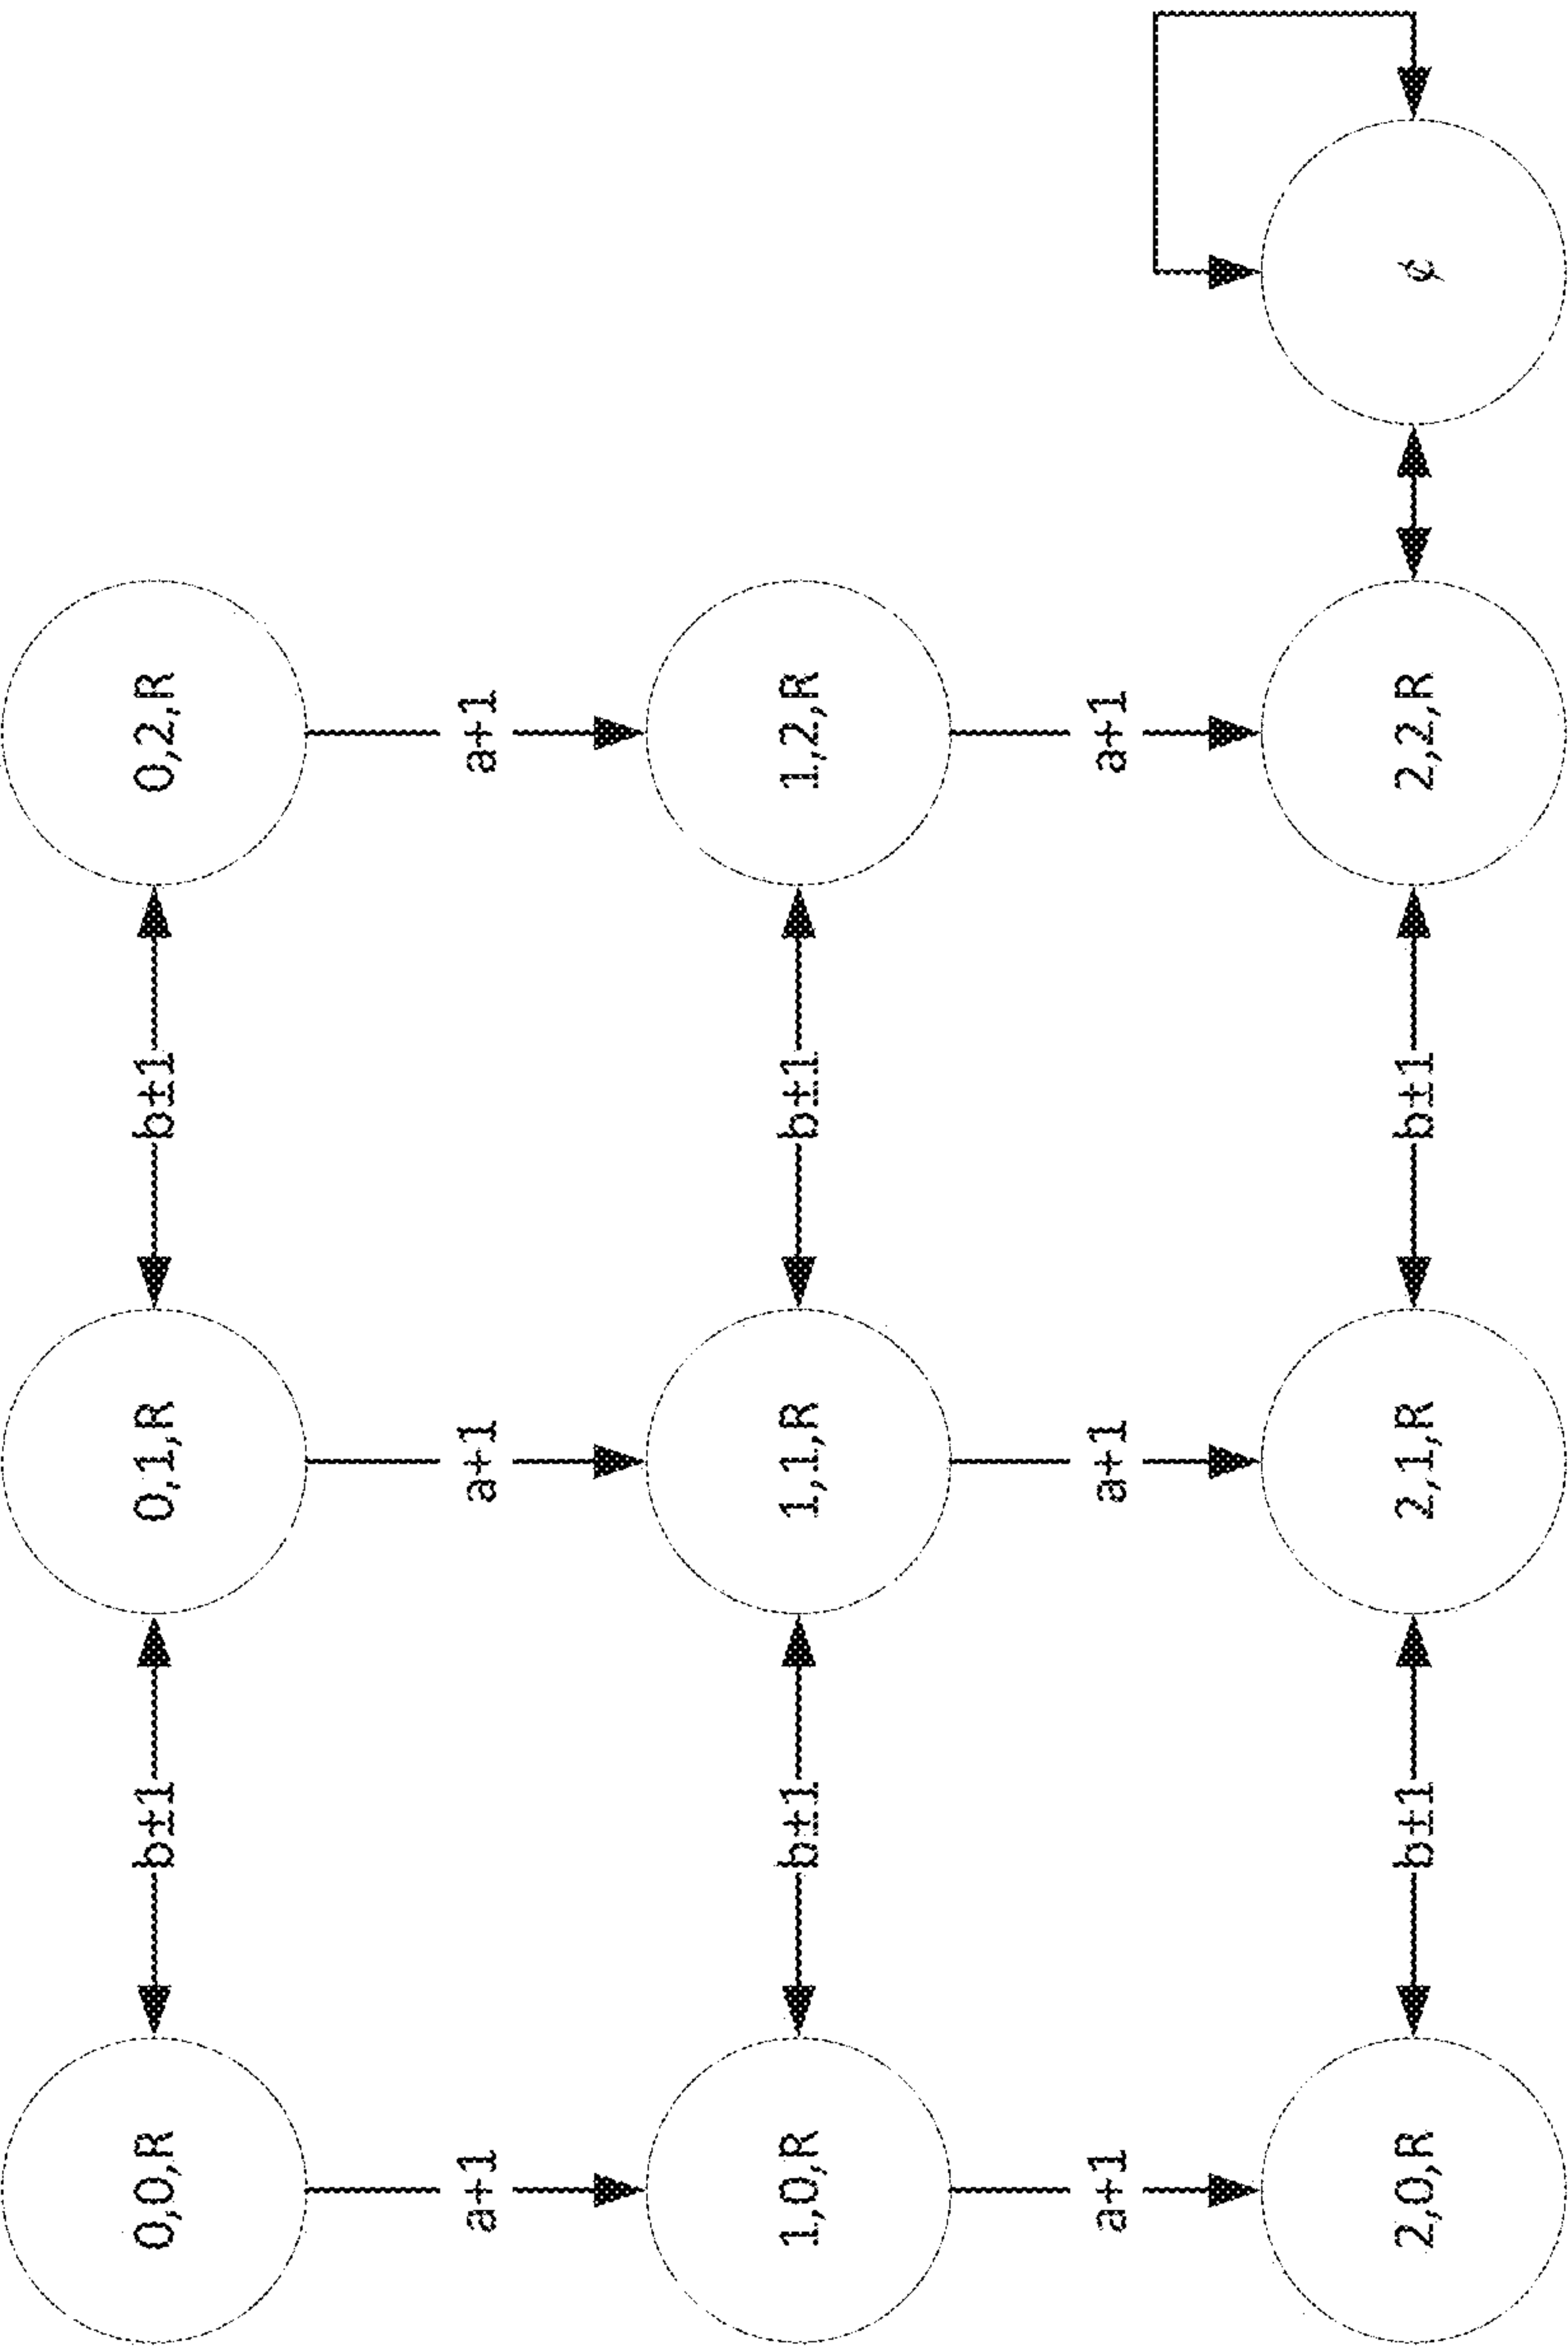 0,0,R b±1 0,1,R b±1 0,2,R
a+1 a+1 a+1
1,0,R b±1 1,1,R b±1 1,2,R
a+1 a+1 a+1
2,0,R b±1 2,1,R b±1 2,2,R ¢